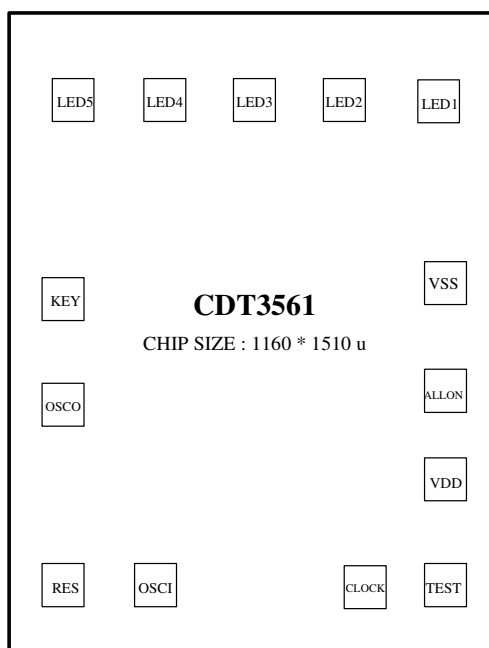 LED5 LED4 LED3 LED2 LED1
KEY
CDT3561
VSS
CHIP SIZE : 1160 * 1510 u
OSCO
ALLON
VDD
RES OSCI CLOCK TEST